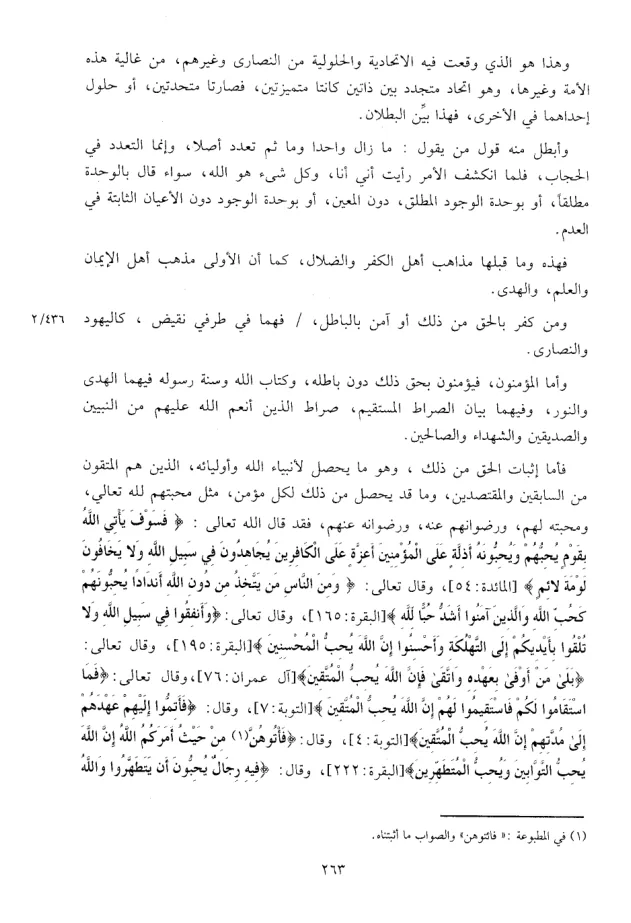 وهذا هو الذي وقعت فيه الاتحادية والحلولية من النصارى وغيرهم، من غالية هذه
الأمة وغيرها، وهو اتحاد متجدد بين ذاتين كانتا متميزتين، فصارتا متحدتين، أو حلول
إحداهما في الأخرى، فهذا بيِّن البطلان.
وأبطل منه قول من يقول : ما زال واحدا وما ثم تعدد أصلا، وإنما التعدد في
الحجاب، فلما انكشف الأمر رأيت أني أنا، وكل شىء هو الله، سواء قال بالوحدة
مطلقاً، أو بوحدة الوجود المطلق، دون المعين، أو بوحدة الوجود دون الأعيان الثابتة في
العدم.
فهذه وما قبلها مذاهب أهل الكفر والضلال، كما أن الأولى مذهب أهل الإيمان
والعلم، والهدى.
ومن كفر بالحق من ذلك أو آمن بالباطل، / فهما في طرفي نقيض ، كاليهود ٢/٤٣٦
والنصارى.
وأما المؤمنون، فيؤمنون بحق ذلك دون باطله، وكتاب الله وسنة رسوله فيهما الهدى
والنور، وفيهما بيان الصراط المستقيم، صراط الذين أنعم الله عليهم من النبيين
والصديقين والشهداء والصالحين.
فأما إثبات الحق من ذلك ، وهو ما يحصل لأنبياء الله وأوليائه، الذين هم المتقون
من السابقين والمقتصدين، وما قد يحصل من ذلك لكل مؤمن، مثل محبتهم لله تعالي،
ومحبته لهم، ورضوانهم عنه، ورضوانه عنهم، فقد قال الله تعالى : ﴿ فَسَوْفَ يَأْتِي اللَّهُ
بِقَوْمٍ يُحِبُّهُمْ وَيُحِبُّونَهُ أَذِلَّةٍ عَلَى الْمُؤْمِنِينَ أَعِزَّةٍ عَلَى الْكَافِرِينَ يُجَاهِدُونَ فِي سَبِيلِ اللَّهِ وَلا يَخَافُونَ
لَوْمَةَ لائِمٍ ﴾ [المائدة:٥٤]، وقال تعالى: ﴿ وَمِنَ النَّاسِ مَن يَتَّخِذُ مِن دُونِ اللَّهِ أَندَادًا يُحِبُّونَهُمْ
كَحُبِّ اللَّهِ وَالَّذِينَ آمَنُوا أَشَدُّ حُبًّا لِّلَّهِ ﴾[البقرة:١٦٥]، وقال تعالى: ﴿وَأَنفِقُوا فِي سَبِيلِ اللَّهِ وَلا
تُلْقُوا بِأَيْدِيكُمْ إِلَى التَّهْلُكَةِ وَأَحْسِنُوا إِنَّ اللَّهَ يُحِبُّ الْمُحْسِنِينَ ﴾[البقرة:١٩٥]، وقال تعالى:
﴿بَلَىٰ مَنْ أَوْفَىٰ بِعَهْدِهِ وَاتَّقَىٰ فَإِنَّ اللَّهَ يُحِبُّ الْمُتَّقِينَ﴾[آل عمران:٧٦]،وقال تعالى:﴿فَمَا
اسْتَقَامُوا لَكُمْ فَاسْتَقِيمُوا لَهُمْ إِنَّ اللَّهَ يُحِبُّ الْمُتَّقِينَ ﴾[التوبة:٧]، وقال: ﴿فَأَتِمُّوا إِلَيْهِمْ عَهْدَهُمْ
إِلَىٰ مُدَّتِهِمْ إِنَّ اللَّهَ يُحِبُّ الْمُتَّقِينَ﴾[التوبة:٤]، وقال:﴿فَأْتُوهُنَّ(١) مِنْ حَيْثُ أَمَرَكُمُ اللَّهُ إِنَّ اللَّهَ
يُحِبُّ التَّوَّابِينَ وَيُحِبُّ الْمُتَطَهِّرِينَ﴾[البقرة:٢٢٢]، وقال: ﴿فِيهِ رِجَالٌ يُحِبُّونَ أَن يَتَطَهَّرُوا وَاللَّهُ
(١) في المطبوعة :« فائتوهن» والصواب ما أثبتناه.
٢٦٣